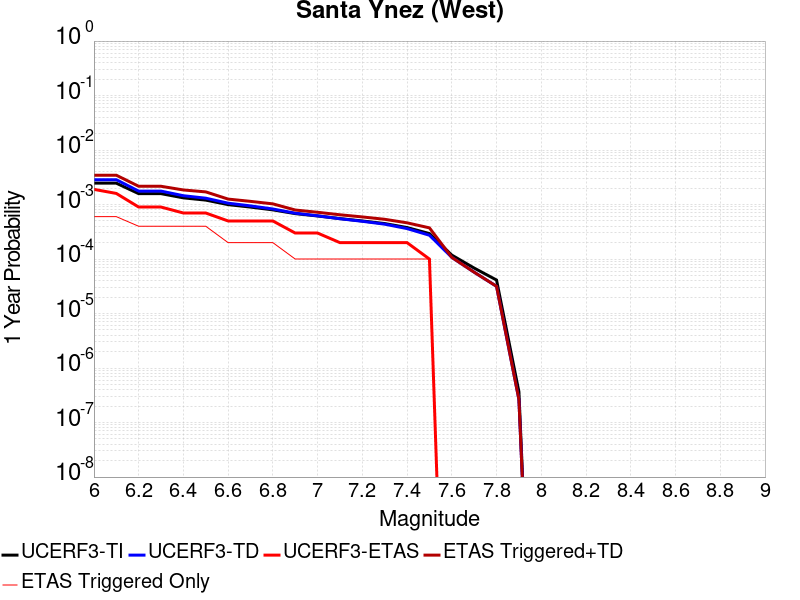 Santa Ynez (West)
1 Year Probability
10^0
10^-1
10^-2
10^-3
10^-4
10^-5
10^-6
10^-7
10^-8
6 6.2 6.4 6.6 6.8 7 7.2 7.4 7.6 7.8 8 8.2 8.4 8.6 8.8 9
Magnitude
UCERF3-TI UCERF3-TD UCERF3-ETAS ETAS Triggered+TD
ETAS Triggered Only